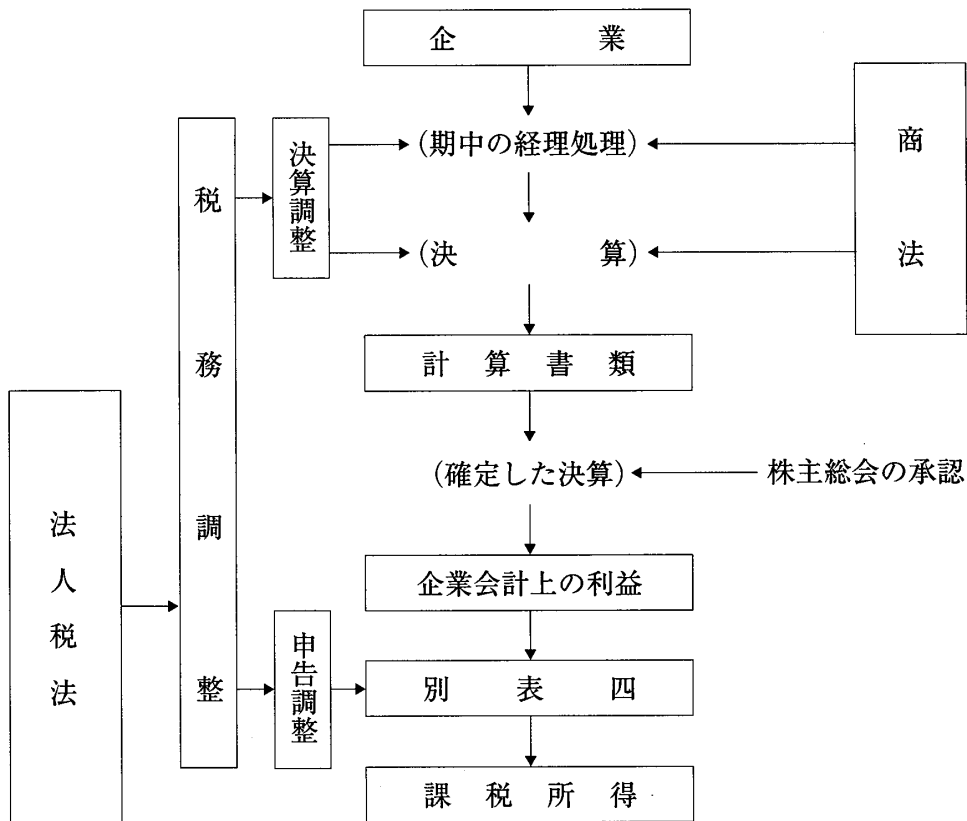 企業
(期中の経理処理)
(決算)
商法
決算調整
税務調整
計算書類
(確定した決算)
株主総会の承認
企業会計上の利益
法人税法
申告調整
別表四
課税所得